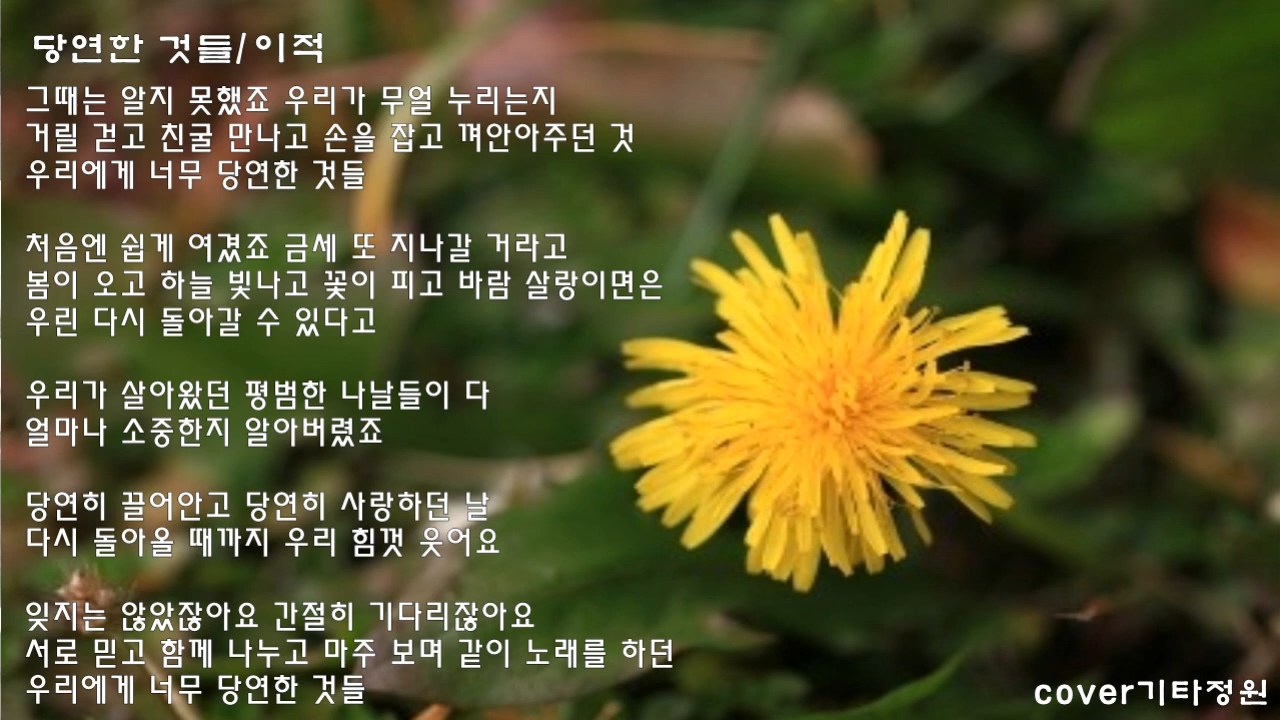 당연한 것들/이적
그때는 알지 못했죠 우리가 무얼 누리는지
거릴 걷고 친굴 만나고 손을 잡고 껴안아주던 것
우리에게 너무 당연한 것들
처음엔 쉽게 여겼죠 금세 또 지나갈 거라고
봄이 오고 하늘 빛나고 꽃이 피고 바람 살랑이면은
우린 다시 돌아갈 수 있다고
우리가 살아왔던 평범한 나날들이 다
얼마나 소중한지 알아버렸죠
당연히 끌어안고 당연히 사랑하던 날
다시 돌아올 때까지 우리 힘껏 웃어요
잊지는 않았잖아요 간절히 기다리잖아요
서로 믿고 함께 나누고 마주 보며 같이 노래를 하던
우리에게 너무 당연한 것들
cover기타정원